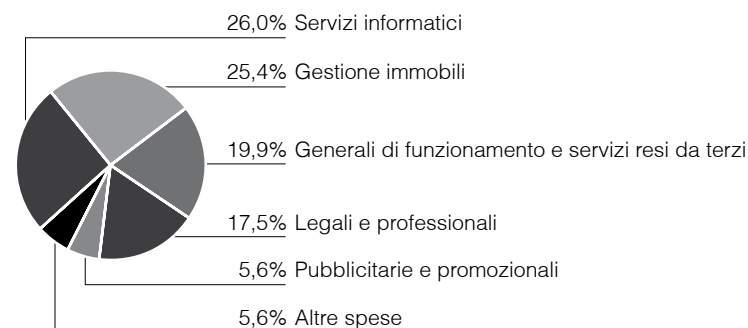 26,0% Servizi informatici
25,4% Gestione immobili
19,9% Generali di funzionamento e servizi resi da terzi
17,5% Legali e professionali
5,6% Pubblicitarie e promozionali
5,6% Altre spese